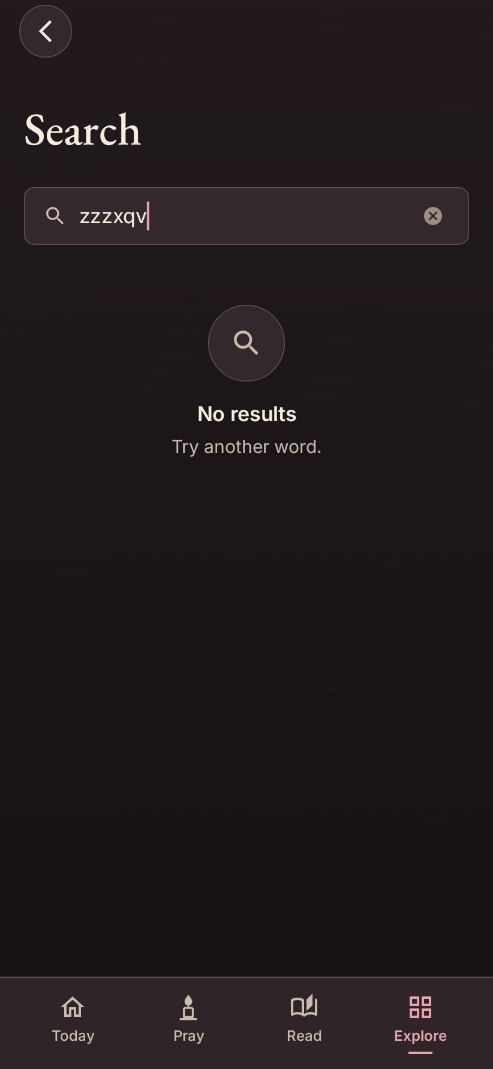 Search
zzzxqv
No results
Try another word.
Today
Pray
Read
Explore